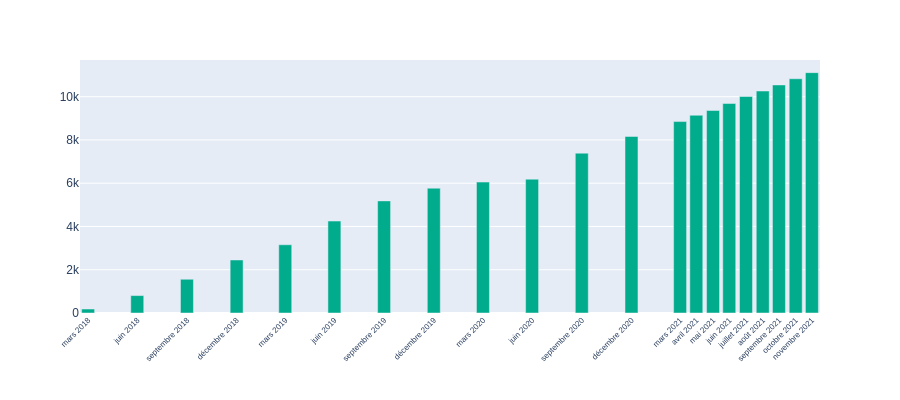 10k
8k
6k
4k
2k
0
mars 2018
juin 2018
septembre 2018
décembre 2018
mars 2019
juin 2019
septembre 2019
décembre 2019
mars 2020
juin 2020
septembre 2020
décembre 2020
mars 2021
avril 2021
mai 2021
juin 2021
juillet 2021
août 2021
septembre 2021
octobre 2021
novembre 2021